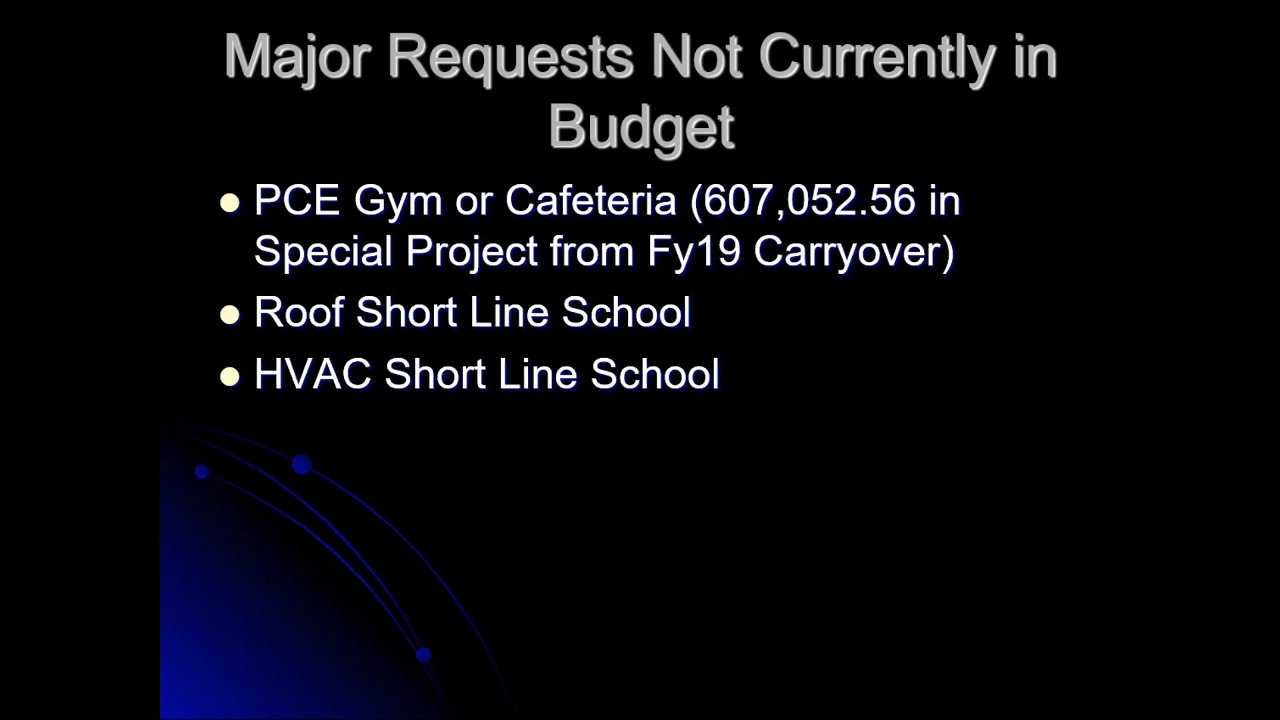 Major Requests Not Currently in
Budget
PCE Gym or Cafeteria (607,052.56 in
Special Project from Fy19 Carryover)
Roof Short Line School
HVAC Short Line School